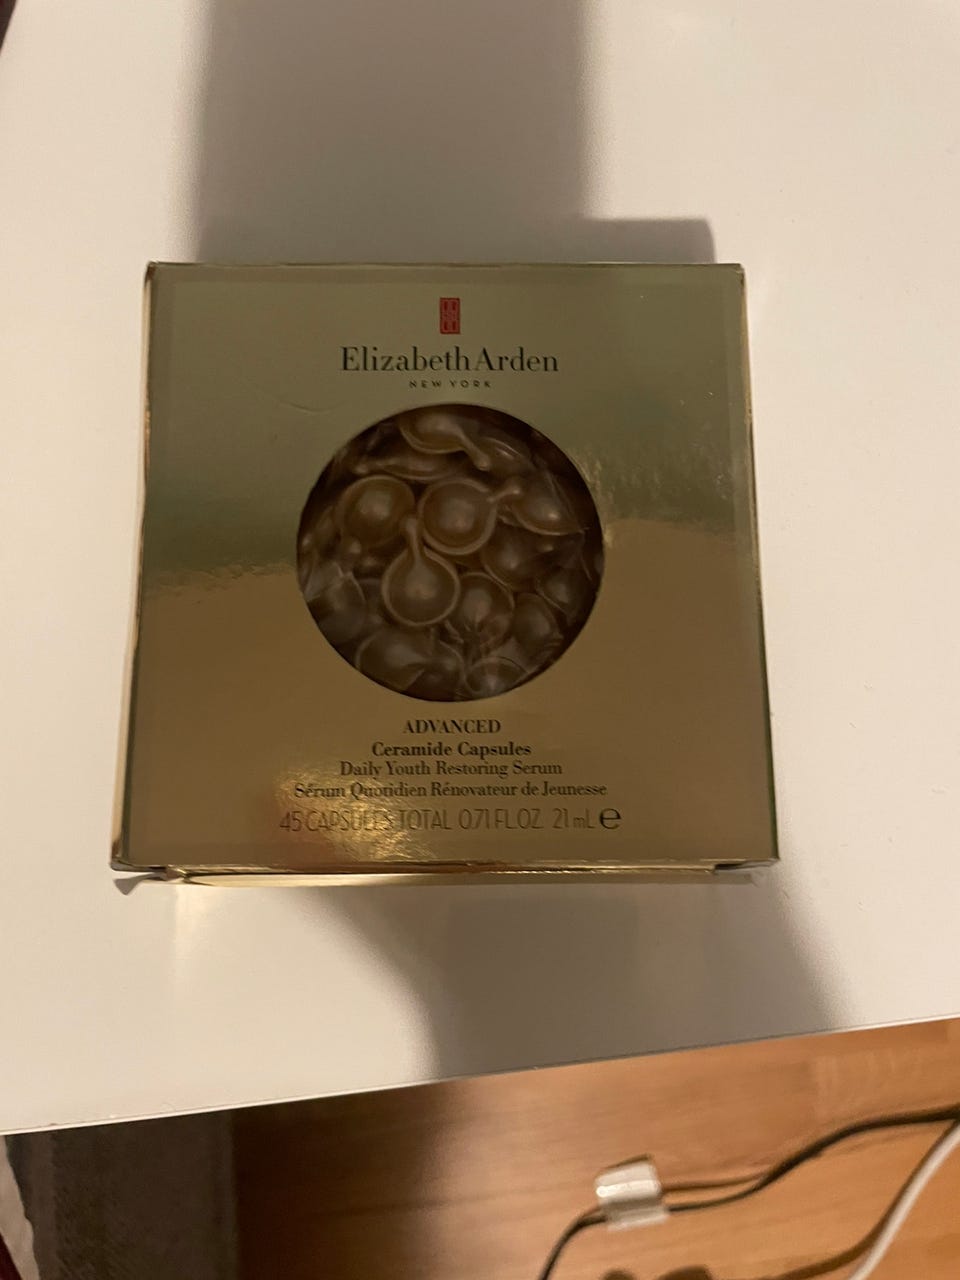 Elizabeth Arden
NEW YORK
ADVANCED
Ceramide Capsules
Daily Youth Restoring Serum
Sérum Quotidien Rénovateur de Jeunesse
45 CAPSULES TOTAL 0.71 FL.OZ. 21 mL ℮